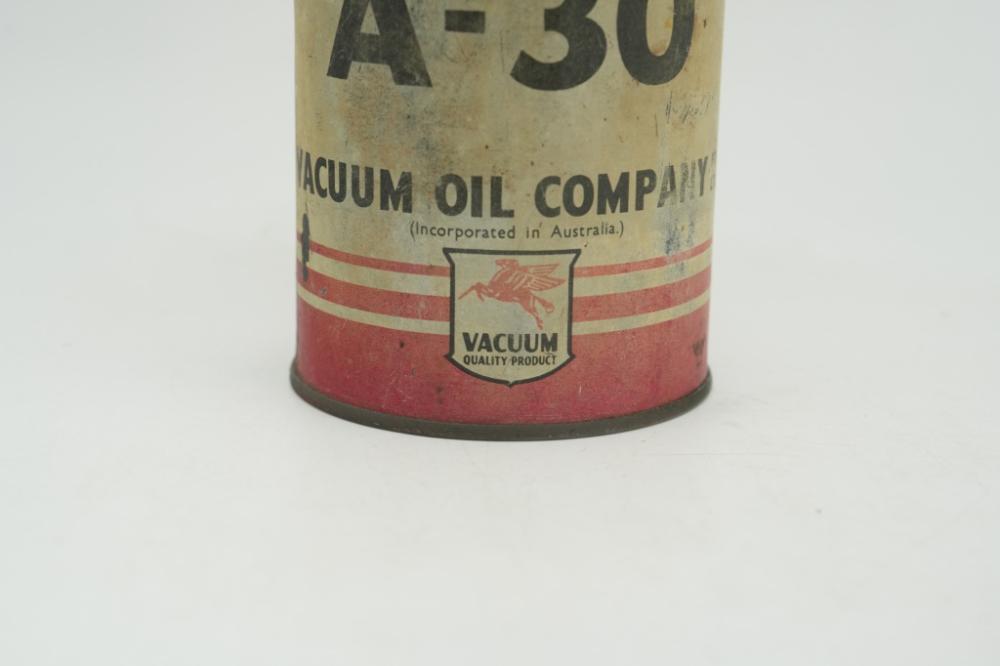 A-30
VACUUM OIL COMPANY
(Incorporated in Australia.)
VACUUM
QUALITY PRODUCT